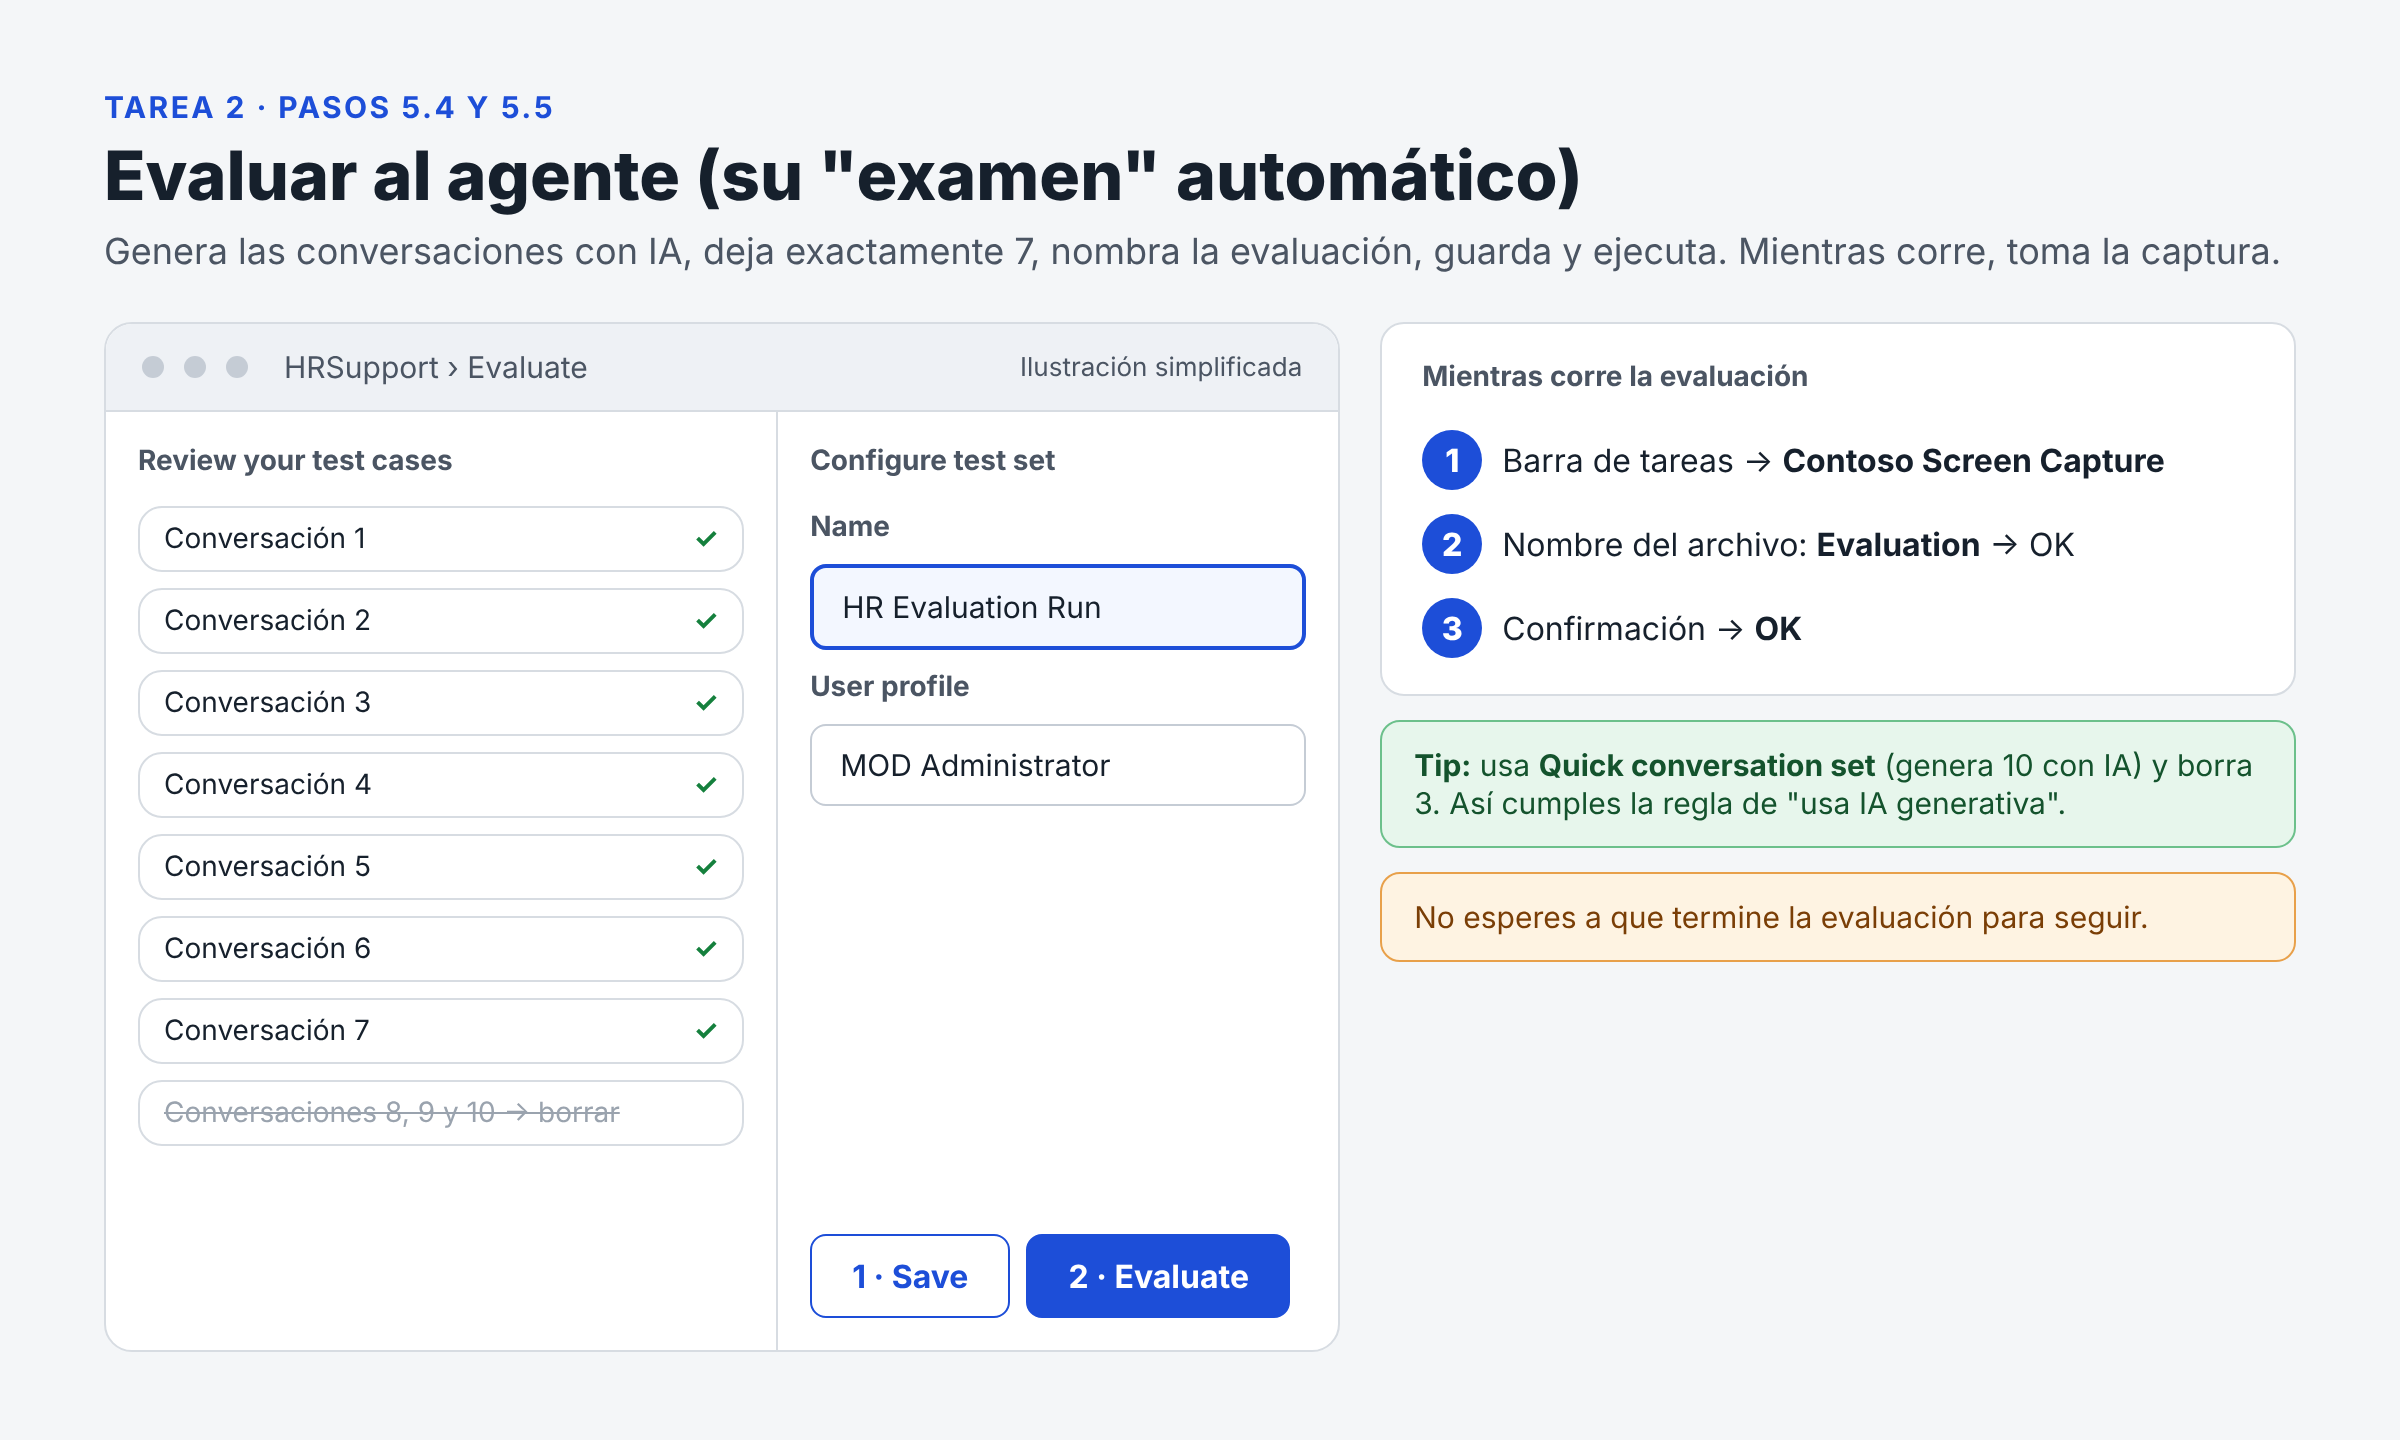 TAREA 2 · PASOS 5.4 Y 5.5
Evaluar al agente (su "examen" automático)
Genera las conversaciones con IA, deja exactamente 7, nombra la evaluación, guarda y ejecuta. Mientras corre, toma la captura.
HRSupport › Evaluate
Ilustración simplificada
Review your test cases
Conversación 1
Conversación 2
Conversación 3
Conversación 4
Conversación 5
Conversación 6
Conversación 7
Conversaciones 8, 9 y 10 → borrar
Configure test set
Name
HR Evaluation Run
User profile
MOD Administrator
1 · Save
2 · Evaluate
Mientras corre la evaluación
1 Barra de tareas → Contoso Screen Capture
2 Nombre del archivo: Evaluation → OK
3 Confirmación → OK
Tip: usa Quick conversation set (genera 10 con IA) y borra
3. Así cumples la regla de "usa IA generativa".
No esperes a que termine la evaluación para seguir.